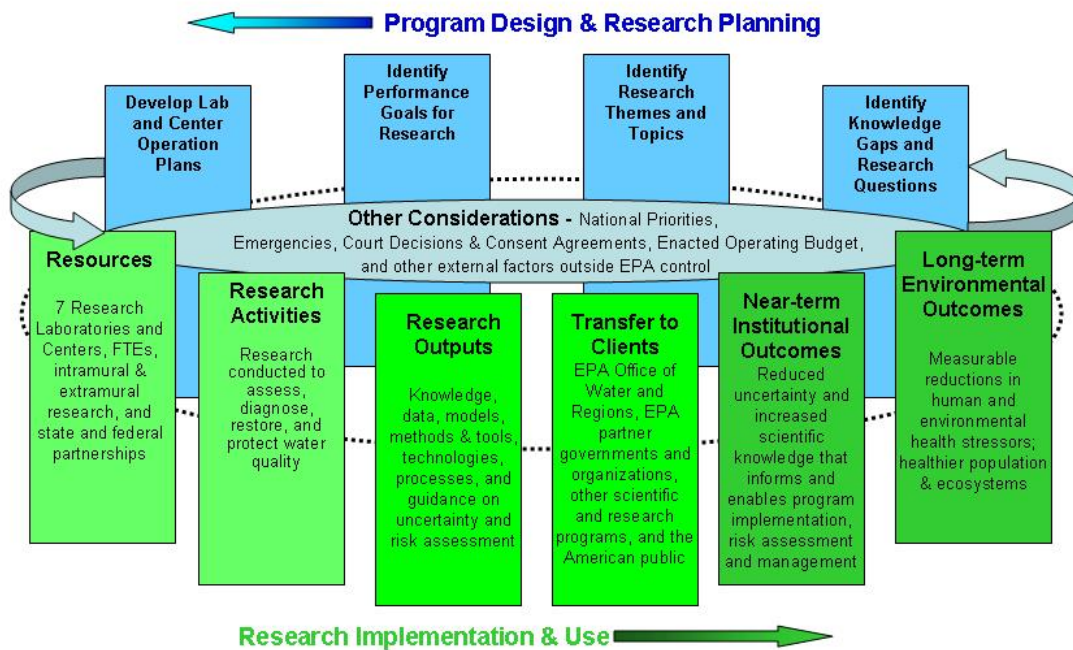 Program Design & Research Planning
Develop Lab
and Center
Operation
Plans
Identify
Performance
Goals for
Research
Identify
Research
Themes and
Topics
Identify
Knowledge
Gaps and
Research
Questions
Other Considerations - National Priorities,
Emergencies, Court Decisions & Consent Agreements, Enacted Operating Budget,
and other external factors outside EPA control
Resources
7 Research
Laboratories and
Centers, FTEs,
intramural &
extramural
research, and
state and federal
partnerships
Research
Activities
Research
conducted to
assess,
diagnose,
restore, and
protect water
quality
Research
Outputs
Knowledge,
data, models,
methods & tools,
technologies,
processes, and
guidance on
uncertainty and
risk assessment
Transfer to
Clients
EPA Office of
Water and
Regions, EPA
partner
governments and
organizations,
other scientific
and research
programs, and the
American public
Near-term
Institutional
Outcomes
Reduced
uncertainty and
increased
scientific
knowledge that
informs and
enables program
implementation,
risk assessment
and management
Long-term
Environmental
Outcomes
Measurable
reductions in
human and
environmental
health stressors;
healthier population
& ecosystems
Research Implementation & Use